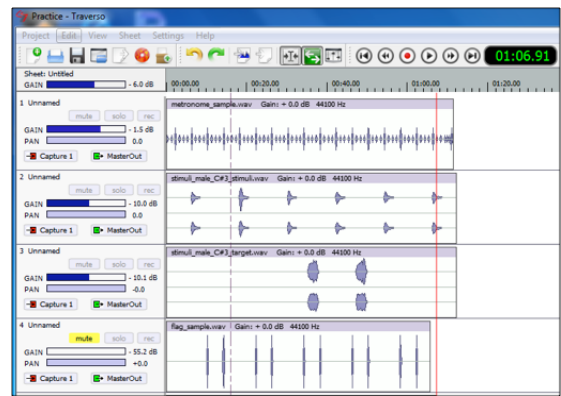 Practice - Traverso
Project Edit View Sheet Settings Help
01:06.91
Sheet: Untitled
GAIN - 6.0 dB
00:00.00 00:20.00 00:40.00 01:00.00 01:20.00
1 Unnamed
metronome_sample.wav Gain: + 0.0 dB 44100 Hz
mute solo rec
GAIN - 1.5 dB
PAN 0.0
Capture 1 MasterOut
2 Unnamed
stimuli_male_C#3_stimuli.wav Gain: + 0.0 dB 44100 Hz
mute solo rec
GAIN - 10.0 dB
PAN 0.0
Capture 1 MasterOut
3 Unnamed
stimuli_male_C#3_target.wav Gain: + 0.0 dB 44100 Hz
mute solo rec
GAIN - 10.1 dB
PAN -0.0
Capture 1 MasterOut
4 Unnamed
flag_sample.wav Gain: + 0.0 dB 44100 Hz
mute solo rec
GAIN - 55.2 dB
PAN +0.0
Capture 1 MasterOut